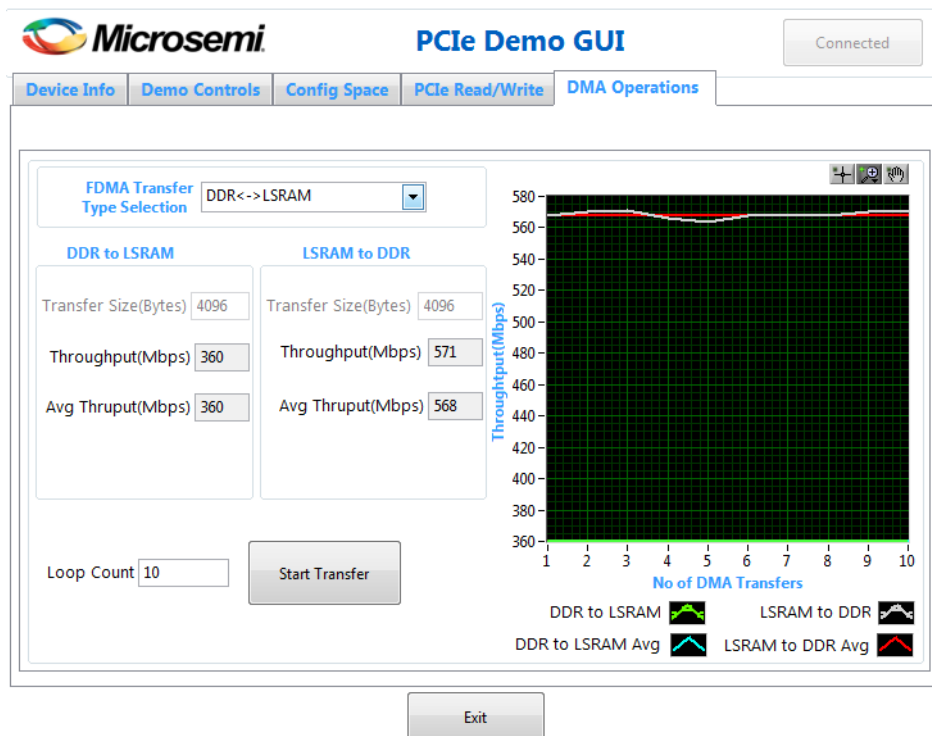 Microsemi.
PCIe Demo GUI
Connected
Device Info
Demo Controls
Config Space
PCIe Read/Write
DMA Operations
FDMA Transfer
Type Selection
DDR<->LSRAM
DDR to LSRAM
Transfer Size(Bytes) 4096
Throughput(Mbps) 360
Avg Thruput(Mbps) 360
LSRAM to DDR
Transfer Size(Bytes) 4096
Throughput(Mbps) 571
Avg Thruput(Mbps) 568
Loop Count 10
Start Transfer
Throughtput(Mbps)
580
560
540
520
500
480
460
440
420
400
380
360
1 2 3 4 5 6 7 8 9 10
No of DMA Transfers
DDR to LSRAM
LSRAM to DDR
DDR to LSRAM Avg
LSRAM to DDR Avg
Exit